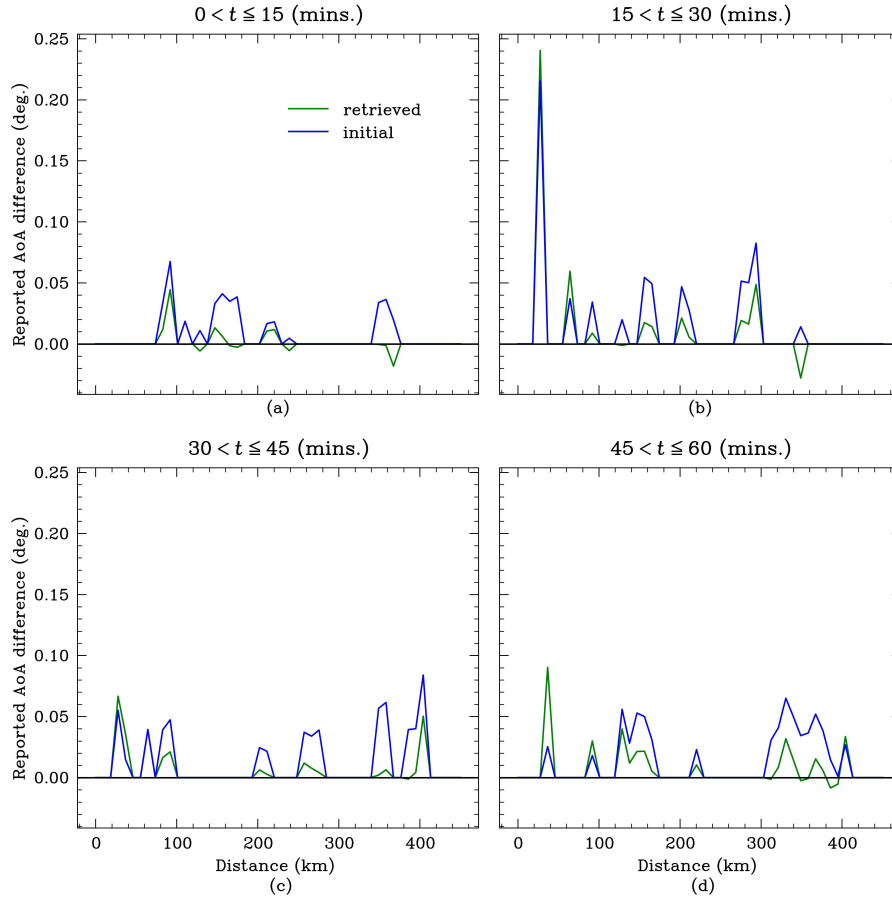 0 < t ≦ 15 (mins.)
15 < t ≦ 30 (mins.)
Reported AoA difference (deg.)
0.25
0.20
0.15
0.10
0.05
0.00
retrieved
initial
(a)
(b)
30 < t ≦ 45 (mins.)
45 < t ≦ 60 (mins.)
Reported AoA difference (deg.)
0.25
0.20
0.15
0.10
0.05
0.00
0 100 200 300 400
0 100 200 300 400
Distance (km)
Distance (km)
(c)
(d)